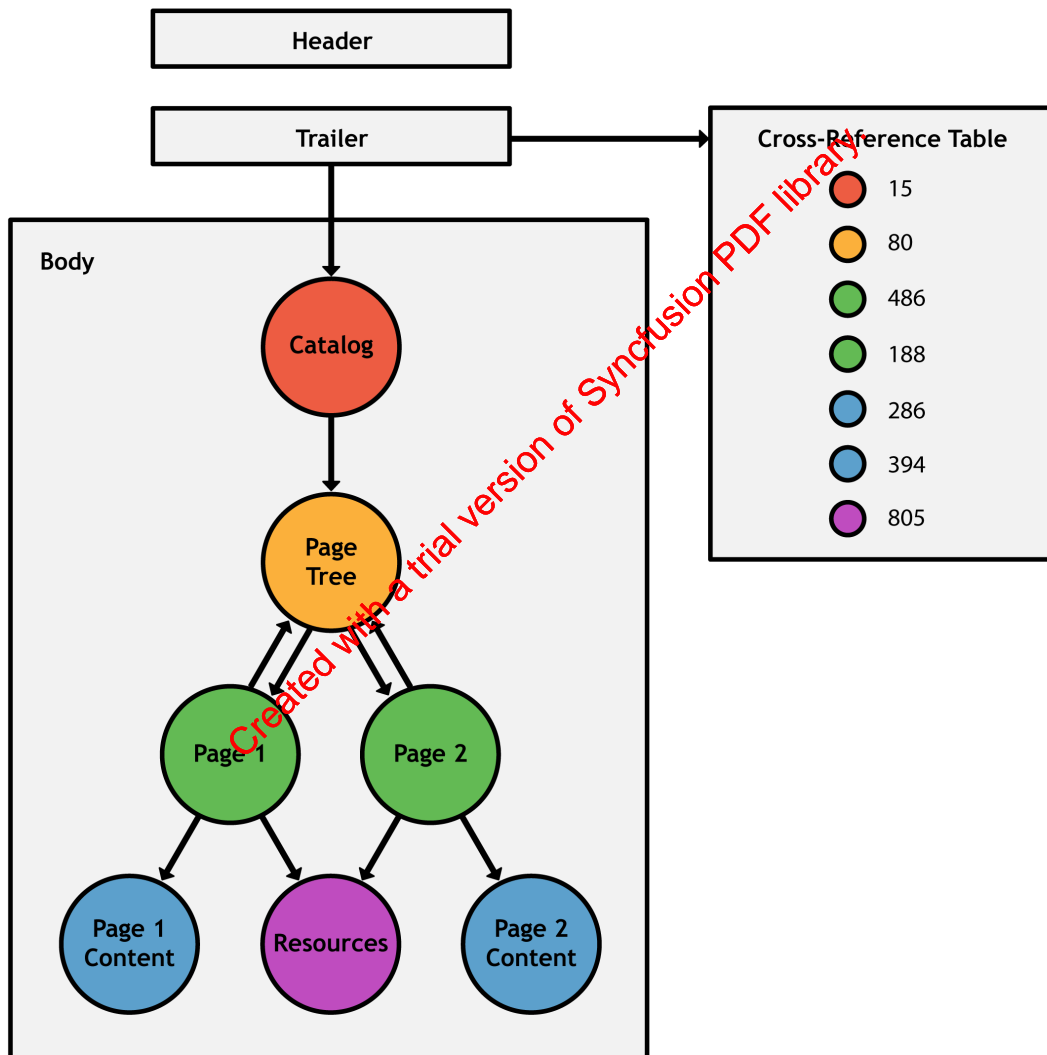 Header
Trailer
Cross-Reference Table
15
80
486
188
286
394
805
Body
Catalog
Page
Tree
Page 1
Page 2
Page 1
Content
Resources
Page 2
Content
Created with a trial version of Syncfusion PDF library.